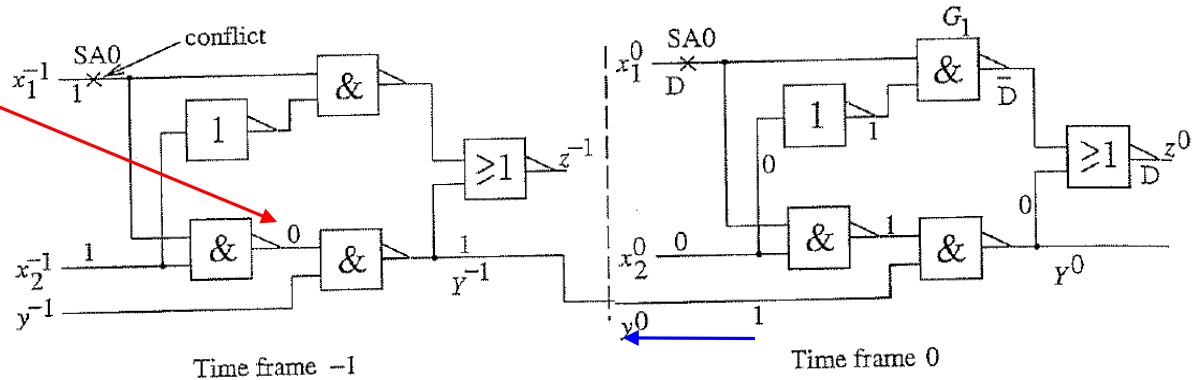 SA0 conflict
x₁⁻¹ 1
&
1
≥1 z⁻¹
x₂⁻¹ 1
& 0
& 1
Y⁻¹
y⁻¹
Time frame –1
SA0 G₁
x₁⁰ D
& D̅
1 1
0
≥1 z⁰
D
0
x₂⁰ 0
& 1
&
Y⁰
y⁰ 1
Time frame 0